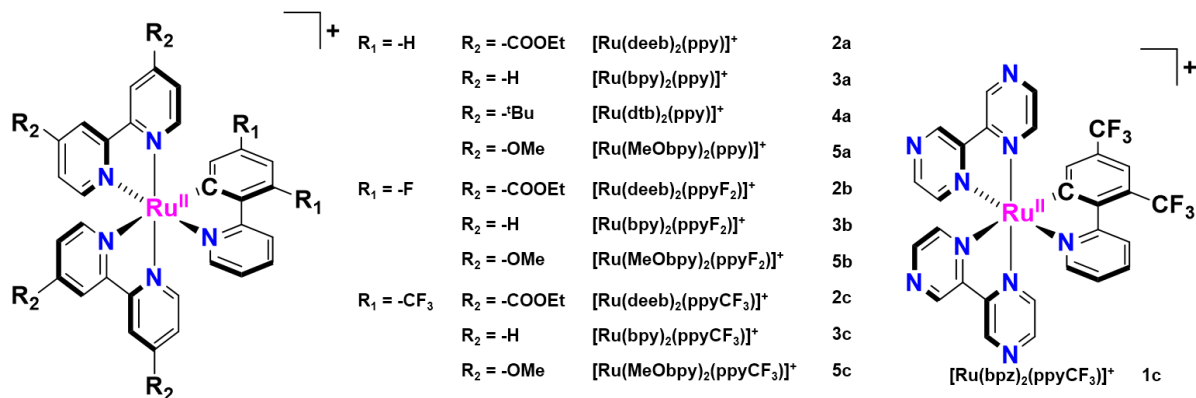 R₂
R₂
R₁
R₁
N
N
N
N
N
C
Ru^II
R₂
R₂
+
R₁ = -H R₂ = -COOEt [Ru(deeb)₂(ppy)]⁺ 2a
R₂ = -H [Ru(bpy)₂(ppy)]⁺ 3a
R₂ = -ᵗBu [Ru(dtb)₂(ppy)]⁺ 4a
R₂ = -OMe [Ru(MeObpy)₂(ppy)]⁺ 5a
R₁ = -F R₂ = -COOEt [Ru(deeb)₂(ppyF₂)]⁺ 2b
R₂ = -H [Ru(bpy)₂(ppyF₂)]⁺ 3b
R₂ = -OMe [Ru(MeObpy)₂(ppyF₂)]⁺ 5b
R₁ = -CF₃ R₂ = -COOEt [Ru(deeb)₂(ppyCF₃)]⁺ 2c
R₂ = -H [Ru(bpy)₂(ppyCF₃)]⁺ 3c
R₂ = -OMe [Ru(MeObpy)₂(ppyCF₃)]⁺ 5c
+
N
N
N
N
CF₃
CF₃
C
Ru^II
N
N
N
N
N
[Ru(bpz)₂(ppyCF₃)]⁺ 1c